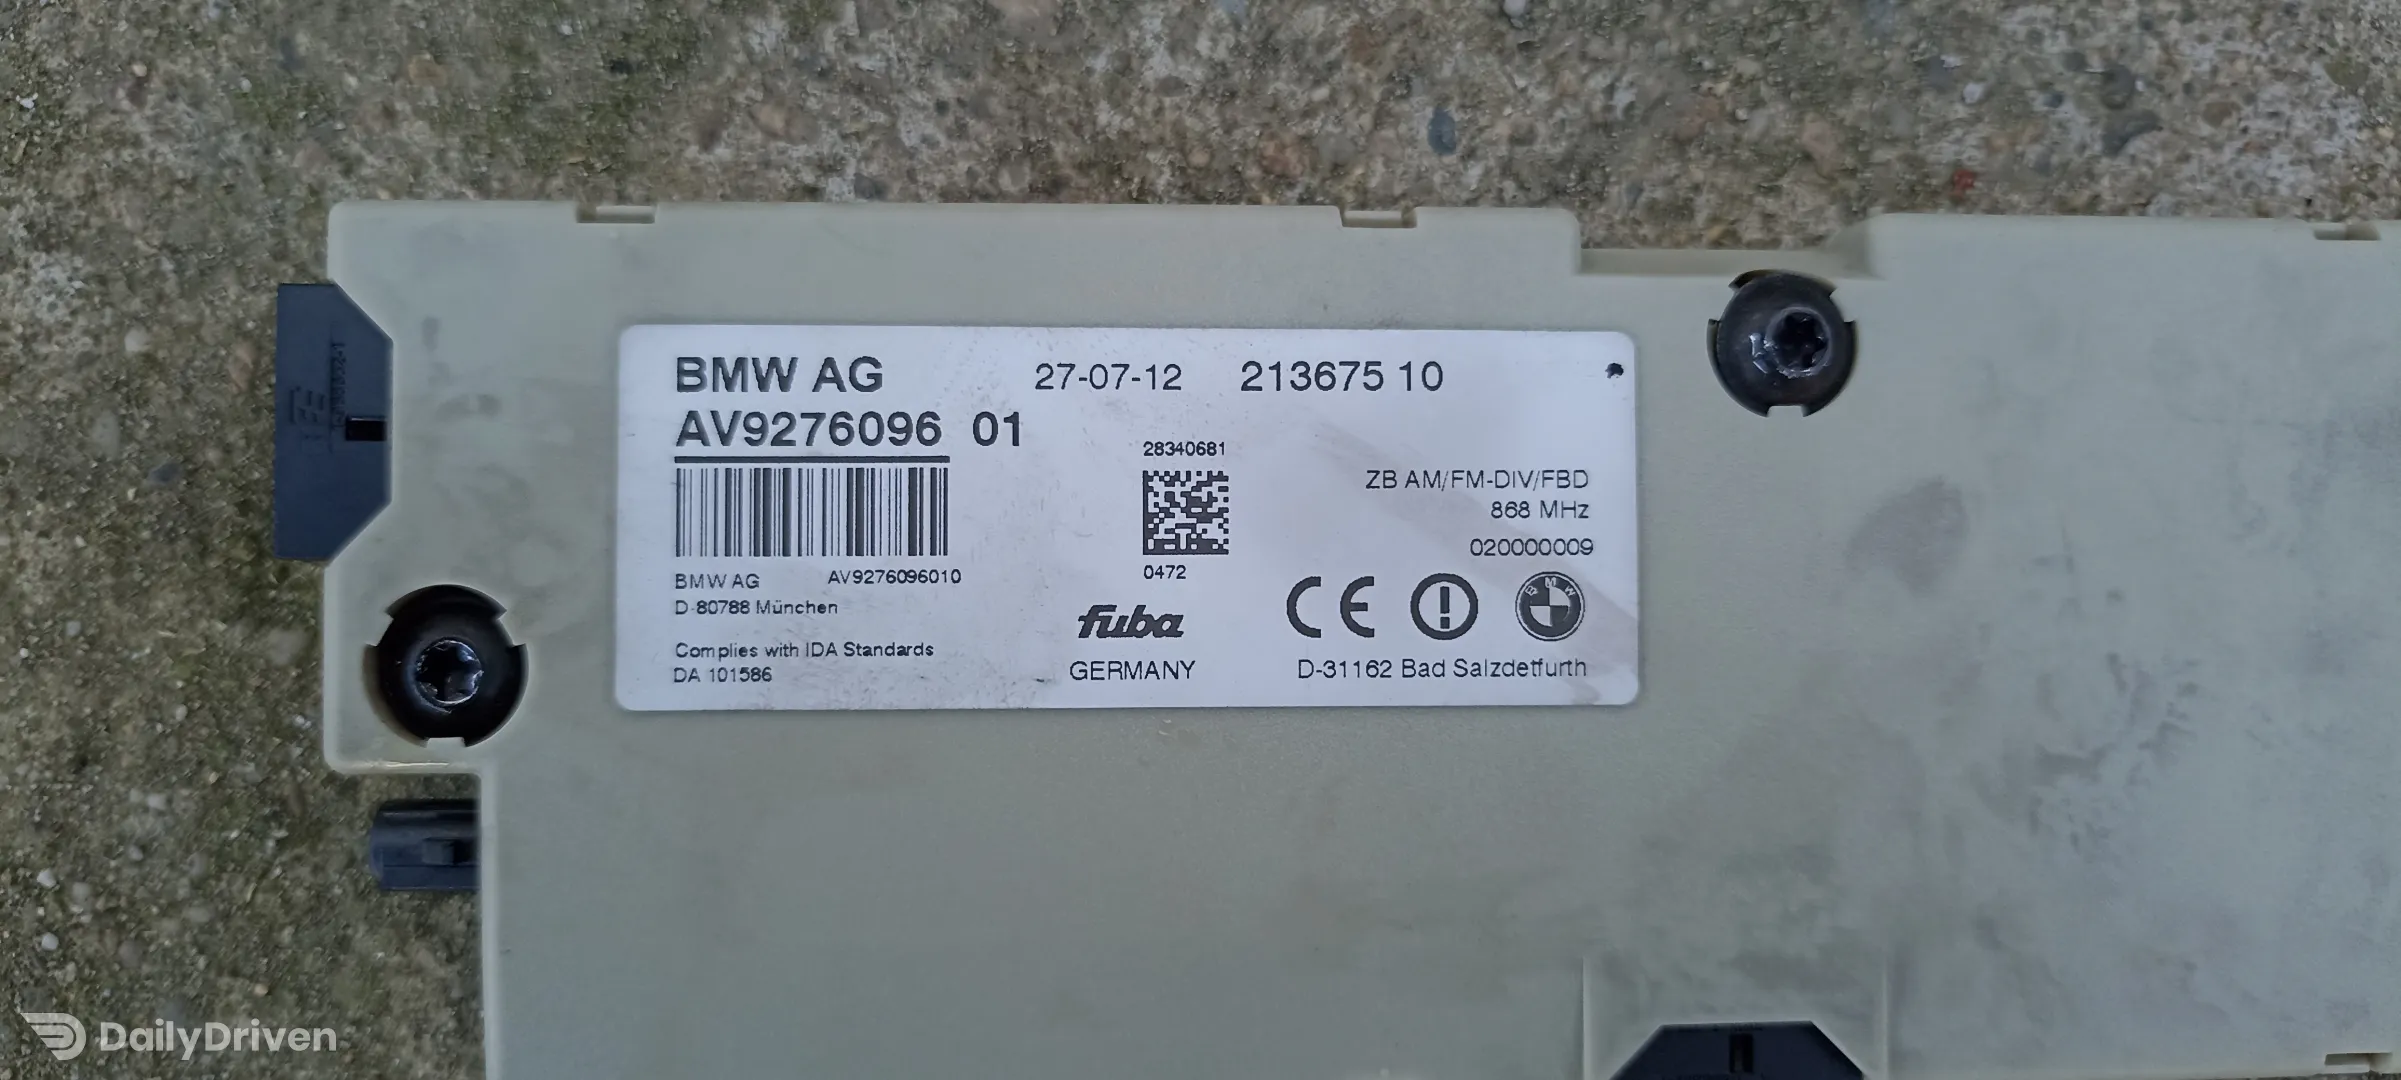 BMW AG 27-07-12 213675 10
AV9276096 01
28340681
ZB AM/FM-DIV/FBD
868 MHz
020000009
BMW AG AV9276096010
0472
D-80788 München
fuba
BMW
Complies with IDA Standards
DA 101586
GERMANY
D-31162 Bad Salzdetfurth
DailyDriven